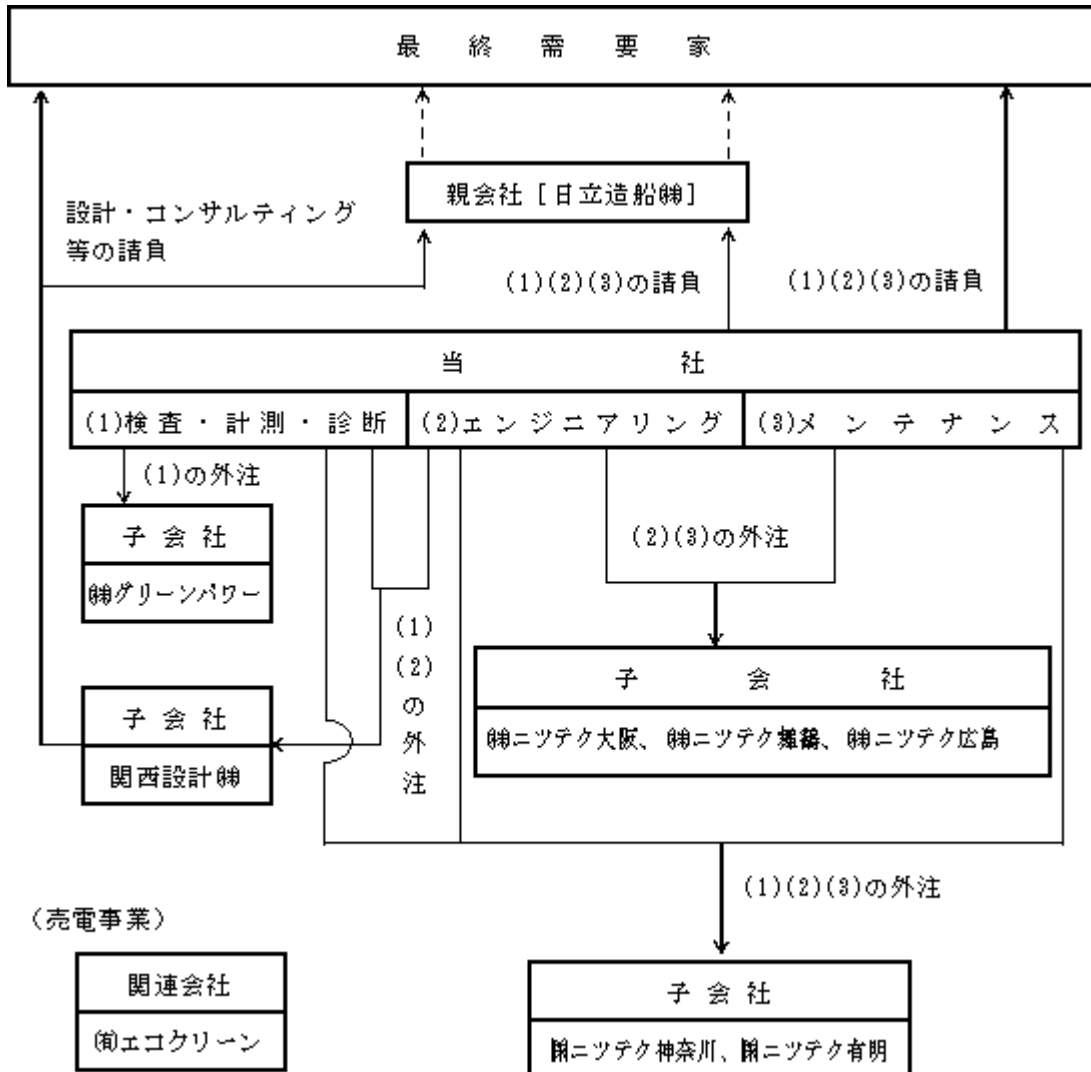 最終需要家
親会社[日立造船㈱]
設計・コンサルティング
等の請負
(1)(2)(3)の請負
(1)(2)(3)の請負
当社
(1)検査・計測・診断
(2)エンジニアリング
(3)メンテナンス
(1)の外注
子会社
㈱グリーンパワー
(2)(3)の外注
(1)
(2)
の
外
注
子会社
㈱ニツテク大阪、㈱ニツテク舞鶴、㈱ニツテク広島
子会社
関西設計㈱
(1)(2)(3)の外注
(売電事業)
関連会社
㈲エコクリーン
子会社
㈱ニツテク神奈川、㈱ニツテク有明